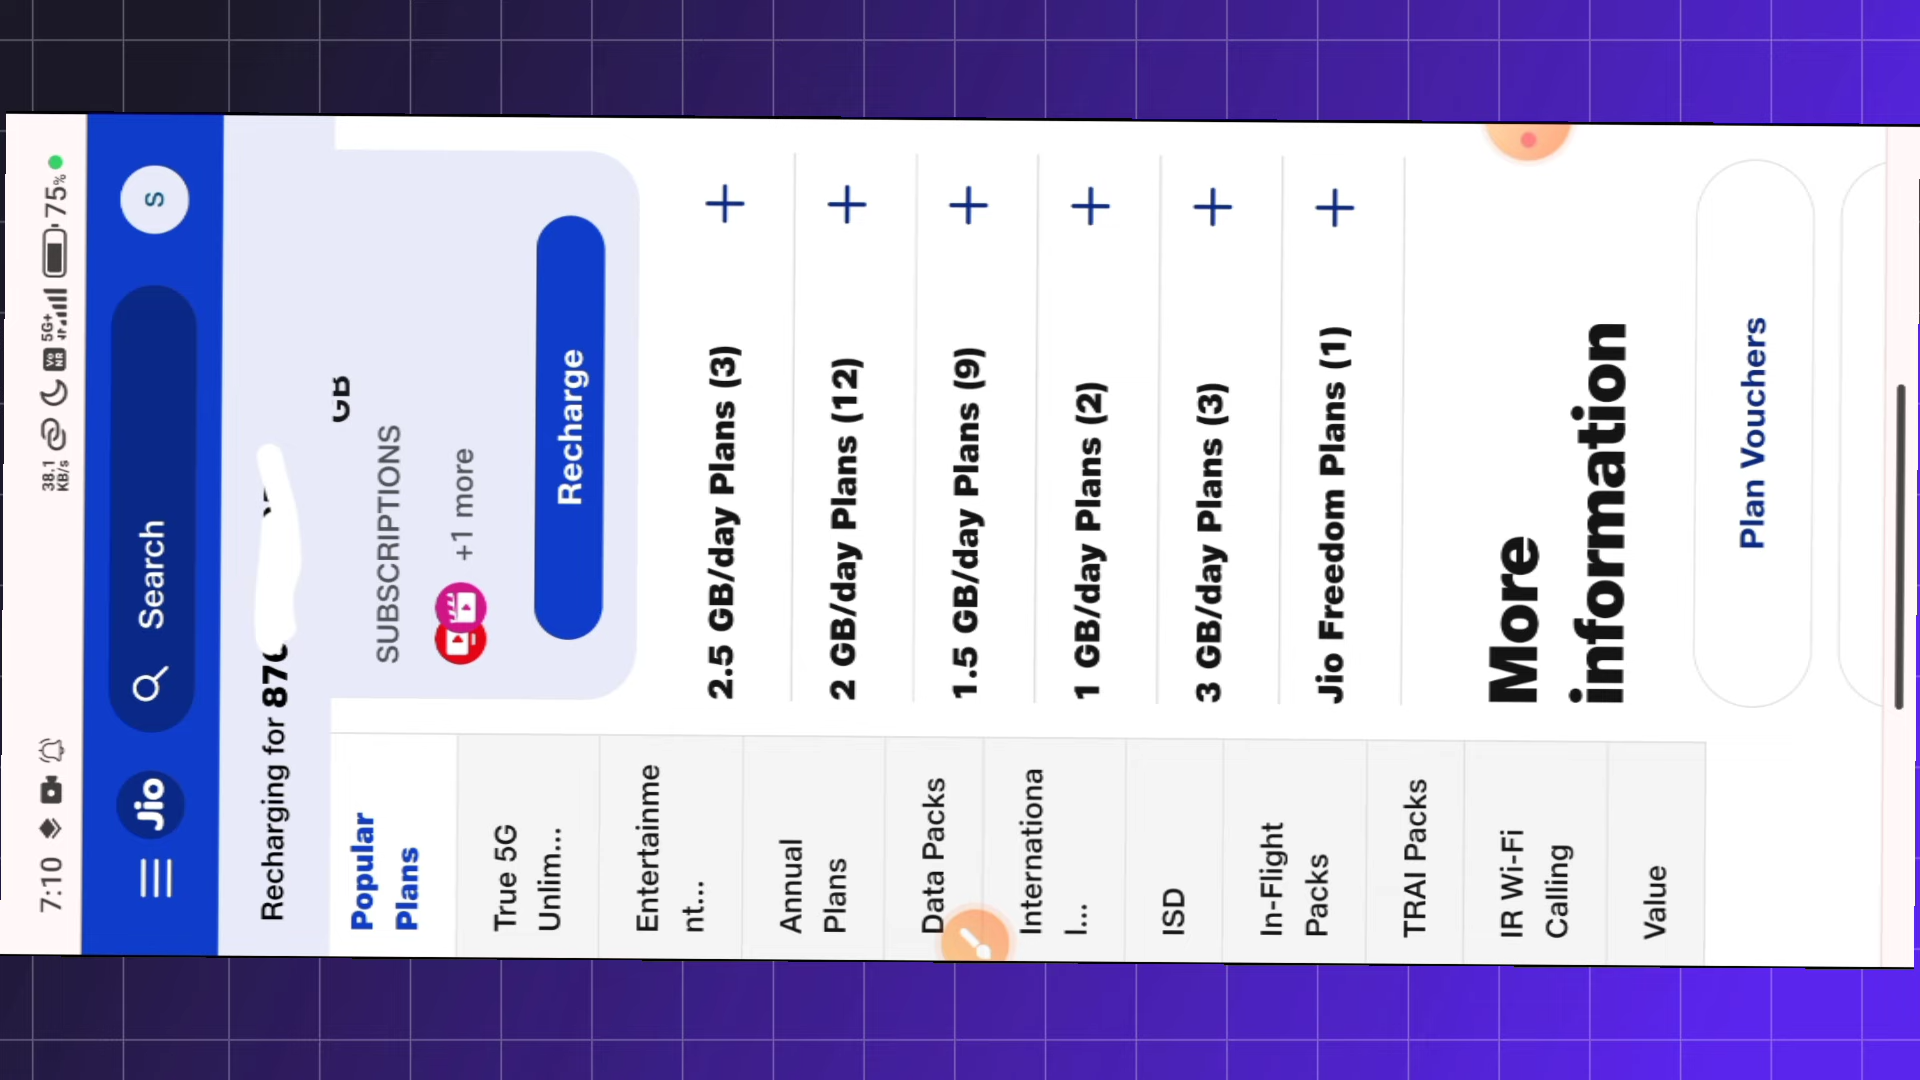 7:10
38.1
KB/s
Vo
NR
5G+
75%
Jio
Search
S
Recharging for 870
GB
SUBSCRIPTIONS
+1 more
Recharge
Popular
Plans
True 5G
Unlim...
Entertainme
nt...
Annual
Plans
Data Packs
Internationa
l...
ISD
In-Flight
Packs
TRAI Packs
IR Wi-Fi
Calling
Value
2.5 GB/day Plans (3)
2 GB/day Plans (12)
1.5 GB/day Plans (9)
1 GB/day Plans (2)
3 GB/day Plans (3)
Jio Freedom Plans (1)
More
information
Plan Vouchers